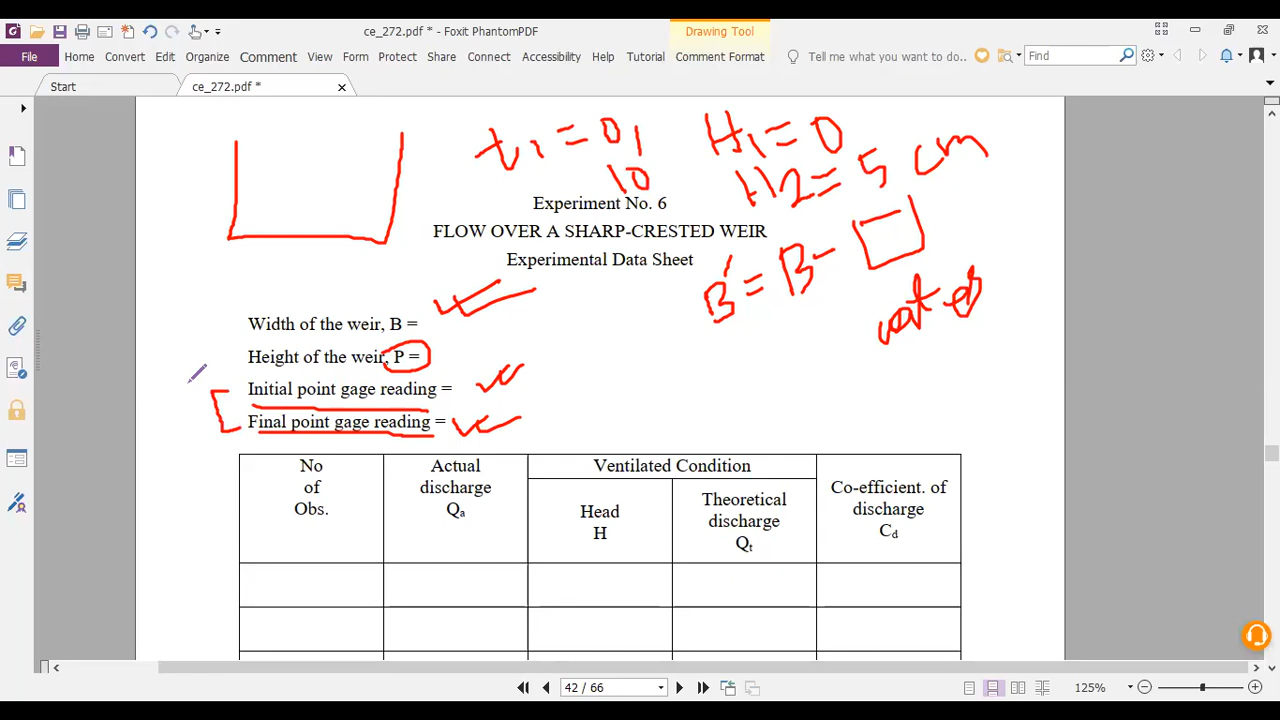 ce_272.pdf * - Foxit PhantomPDF
Drawing Tool
File Home Convert Edit Organize Comment View Form Protect Share Connect Accessibility Help Tutorial Comment Format Tell me what you want to do.. Find
Start ce_272.pdf *
t1 = 0, H1 = 0
10 H2 = 5 cm
Experiment No. 6
FLOW OVER A SHARP-CRESTED WEIR
Experimental Data Sheet
B' = B -
water
Width of the weir, B =
Height of the weir, P =
Initial point gage reading =
Final point gage reading =
No of Obs.
Actual discharge Qa
Ventilated Condition
Head H
Theoretical discharge Qt
Co-efficient. of discharge Cd
42 / 66
125%